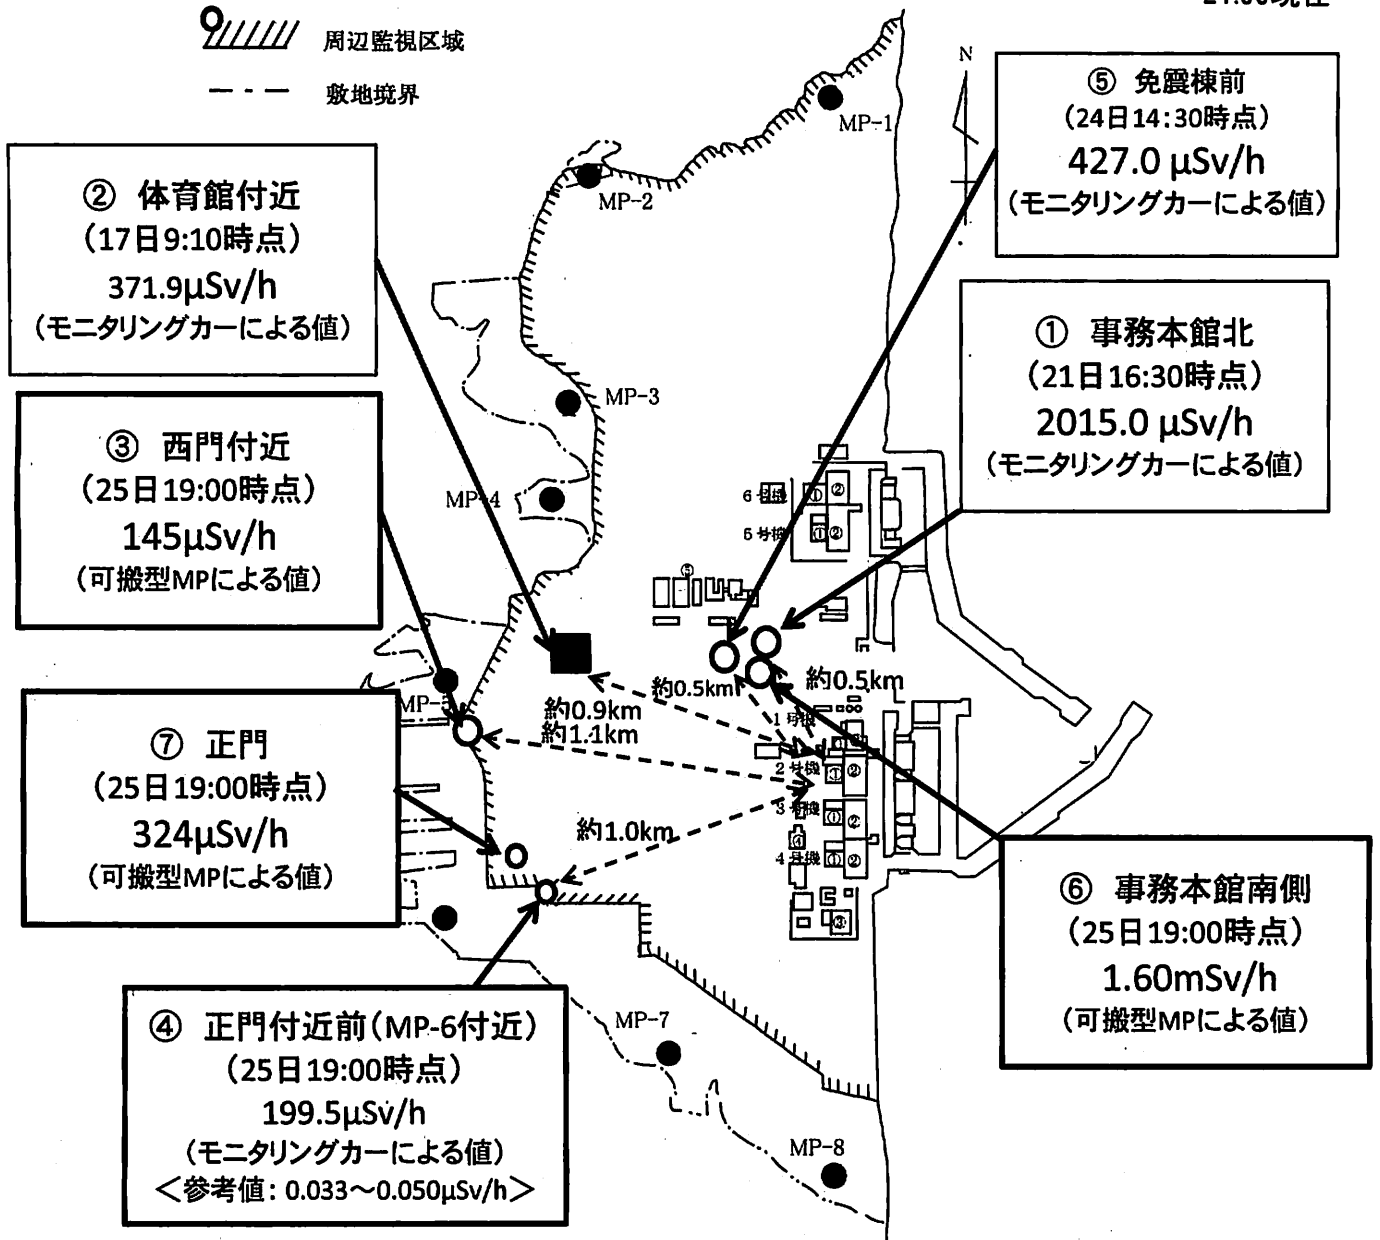 周辺監視区域
敷地境界
N
⑤ 免震棟前
(24日14:30時点)
427.0 μSv/h
(モニタリングカーによる値)
MP-1
② 体育館付近
(17日9:10時点)
371.9μSv/h
(モニタリングカーによる値)
MP-2
① 事務本館北
(21日16:30時点)
2015.0 μSv/h
(モニタリングカーによる値)
MP-3
③ 西門付近
(25日19:00時点)
145μSv/h
(可搬型MPによる値)
MP-4
6号機
① ②
5号機
① ②
⑤
約0.5km
約0.5km
MP-5
約0.9km
約1.1km
1号機
⑦ 正門
(25日19:00時点)
324μSv/h
(可搬型MPによる値)
2号機
① ②
3号機
① ②
約1.0km
④
4号機
① ②
③
⑥ 事務本館南側
(25日19:00時点)
1.60mSv/h
(可搬型MPによる値)
④ 正門付近前(MP-6付近)
(25日19:00時点)
199.5μSv/h
(モニタリングカーによる値)
<参考値: 0.033~0.050μSv/h>
MP-7
MP-8